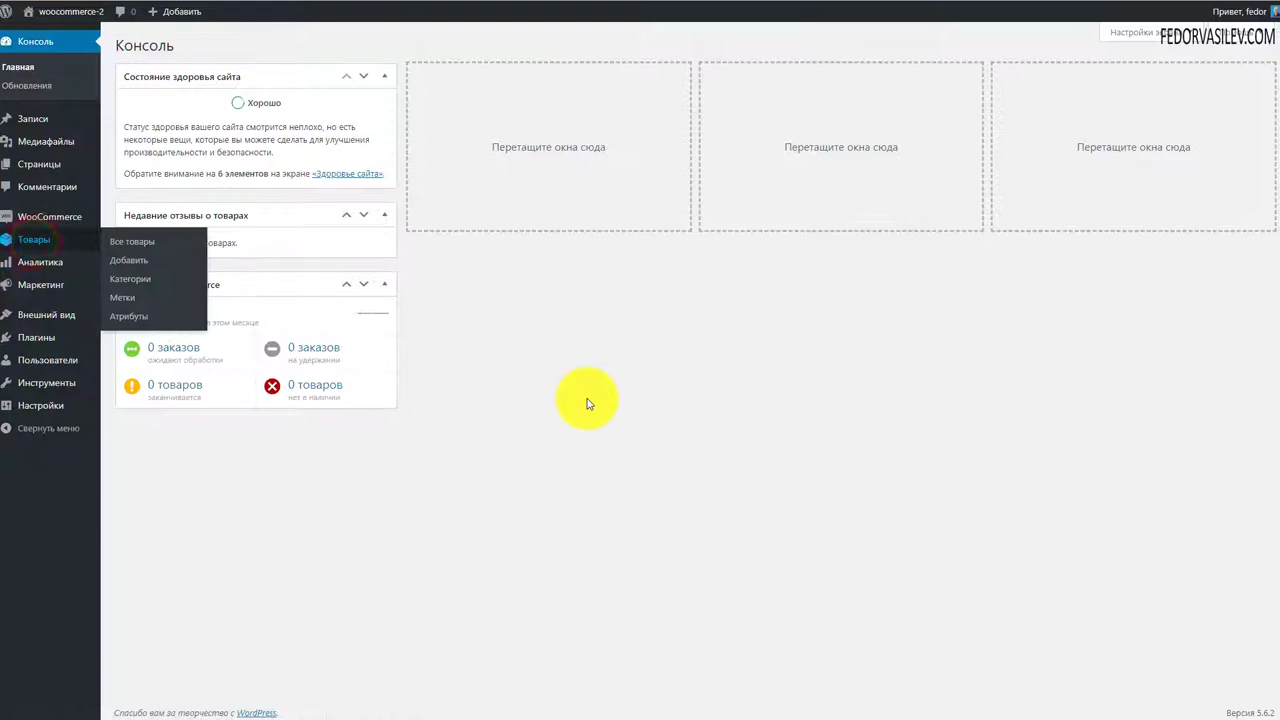 woocommerce-2
0
Добавить
Привет, fedor
FEDORVASILEV.COM
Консоль
Главная
Обновления
Записи
Медиафайлы
Страницы
Комментарии
WooCommerce
Товары
Аналитика
Маркетинг
Внешний вид
Плагины
Пользователи
Инструменты
Настройки
Свернуть меню
Все товары
Добавить
Категории
Метки
Атрибуты
Консоль
Состояние здоровья сайта
Хорошо
Статус здоровья вашего сайта смотрится неплохо, но есть
некоторые вещи, которые вы можете сделать для улучшения
производительности и безопасности.
Обратите внимание на 6 элементов на экране «Здоровье сайта».
Недавние отзывы о товарах
0 заказов
ожидают обработки
0 заказов
на удержании
0 товаров
заканчивается
0 товаров
нет в наличии
Перетащите окна сюда
Перетащите окна сюда
Перетащите окна сюда
Спасибо вам за творчество с WordPress.
Версия 5.6.2